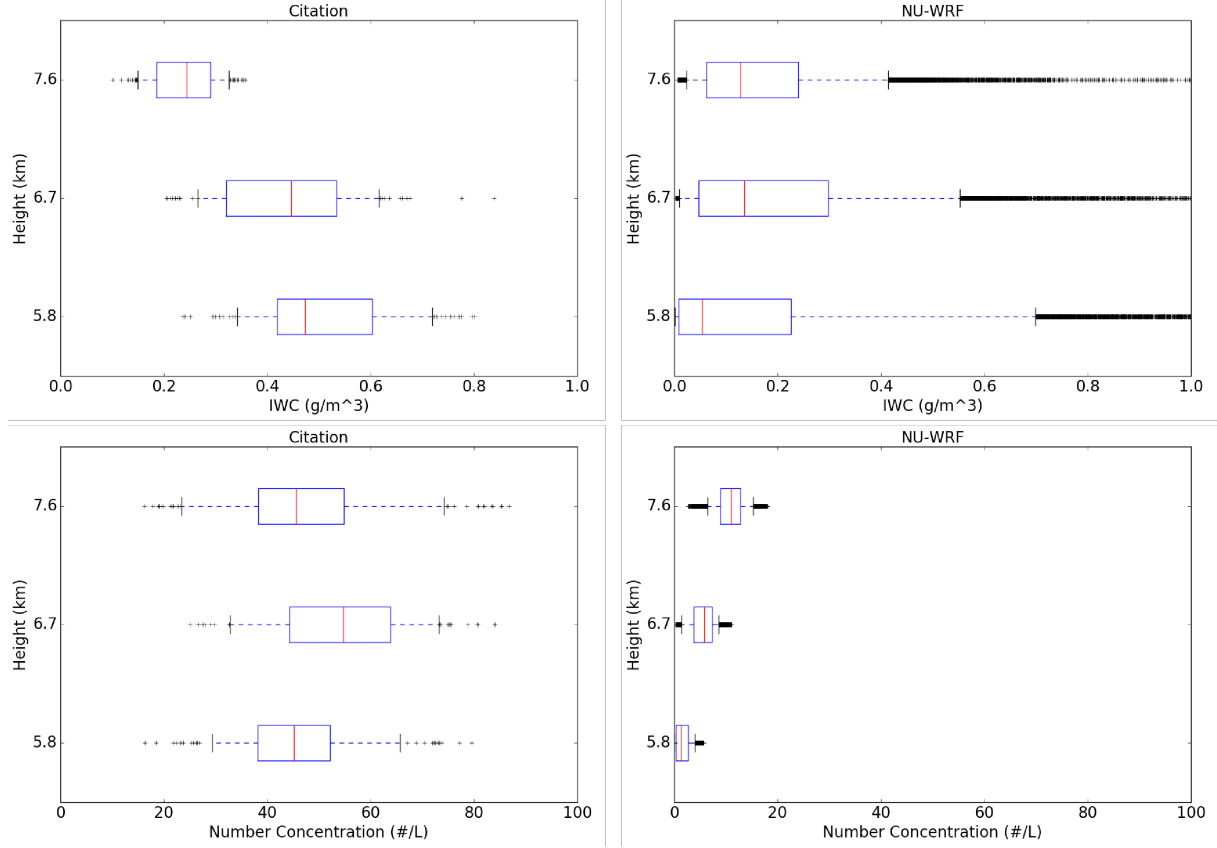 Citation
7.6
6.7
5.8
Height (km)
0.0 0.2 0.4 0.6 0.8 1.0
IWC (g/m^3)
NU-WRF
7.6
6.7
5.8
Height (km)
0.0 0.2 0.4 0.6 0.8 1.0
IWC (g/m^3)
Citation
7.6
6.7
5.8
Height (km)
0 20 40 60 80 100
Number Concentration (#/L)
NU-WRF
7.6
6.7
5.8
Height (km)
0 20 40 60 80 100
Number Concentration (#/L)